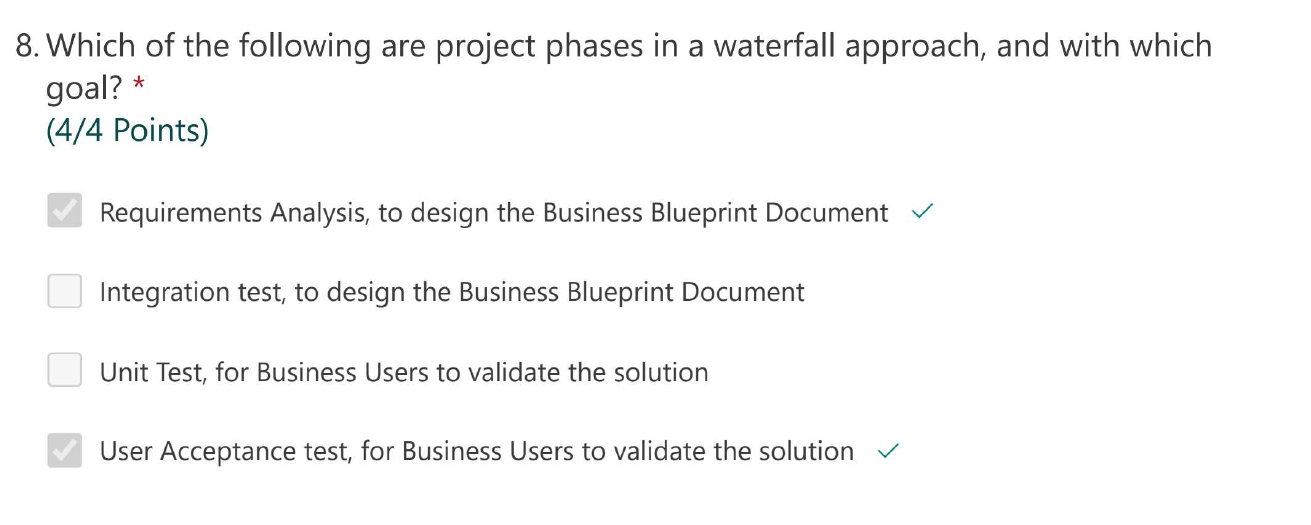 8. Which of the following are project phases in a waterfall approach, and with which
goal? *
(4/4 Points)
Requirements Analysis, to design the Business Blueprint Document
Integration test, to design the Business Blueprint Document
Unit Test, for Business Users to validate the solution
User Acceptance test, for Business Users to validate the solution